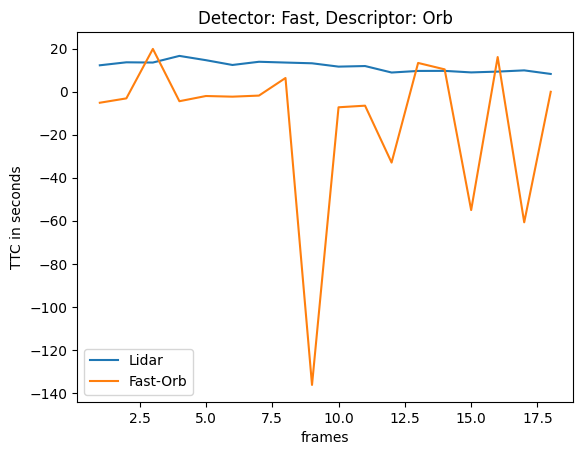 Detector: Fast, Descriptor: Orb
TTC in seconds
20
0
−20
−40
−60
−80
−100
−120
−140
Lidar
Fast-Orb
2.5 5.0 7.5 10.0 12.5 15.0 17.5
frames